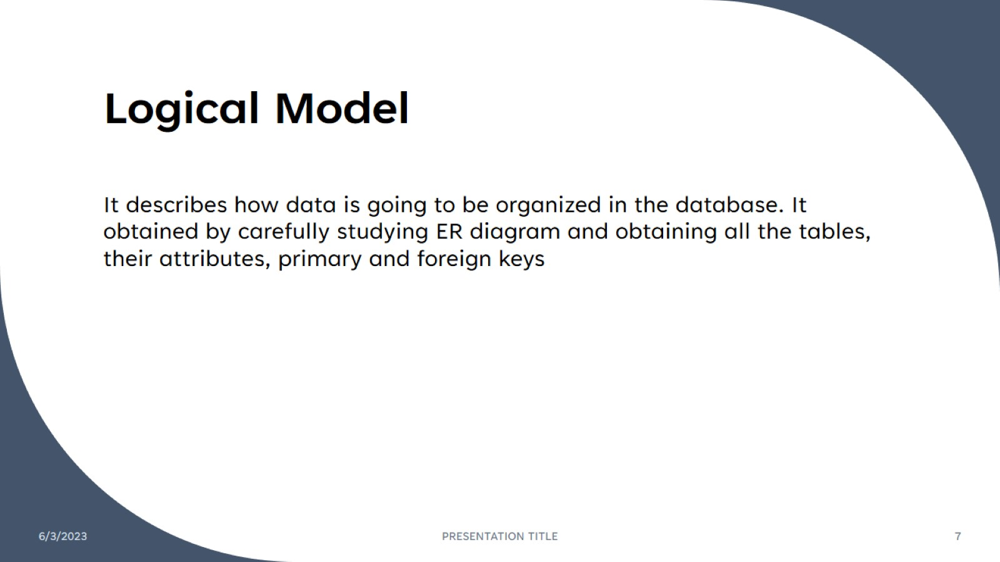 Logical Model
It describes how data is going to be organized in the database. It
obtained by carefully studying ER diagram and obtaining all the tables,
their attributes, primary and foreign keys
6/3/2023
PRESENTATION TITLE
7